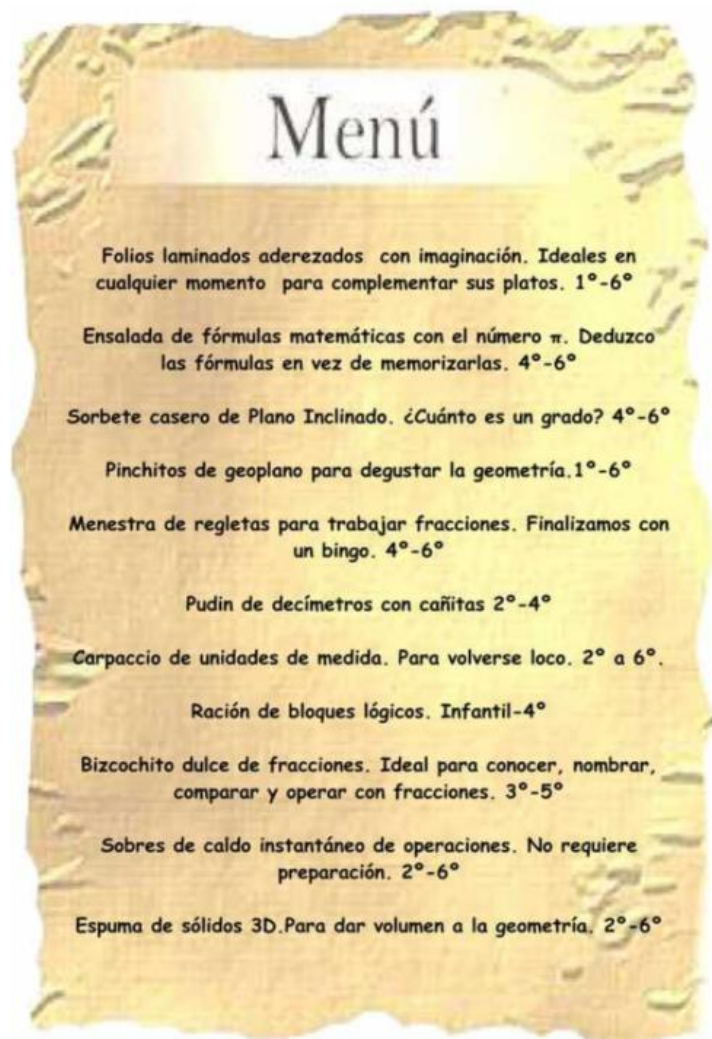 Menú
Folios laminados aderezados con imaginación. Ideales en
cualquier momento para complementar sus platos. 1º-6º
Ensalada de fórmulas matemáticas con el número π. Deduzco
las fórmulas en vez de memorizarlas. 4º-6º
Sorbete casero de Plano Inclinado. ¿Cuánto es un grado? 4º-6º
Pinchitos de geoplano para degustar la geometría.1º-6º
Menestra de regletas para trabajar fracciones. Finalizamos con
un bingo. 4º-6º
Pudin de decímetros con cañitas 2º-4º
Carpaccio de unidades de medida. Para volverse loco. 2º a 6º.
Ración de bloques lógicos. Infantil-4º
Bizcochito dulce de fracciones. Ideal para conocer, nombrar,
comparar y operar con fracciones. 3º-5º
Sobres de caldo instantáneo de operaciones. No requiere
preparación. 2º-6º
Espuma de sólidos 3D.Para dar volumen a la geometría. 2º-6º